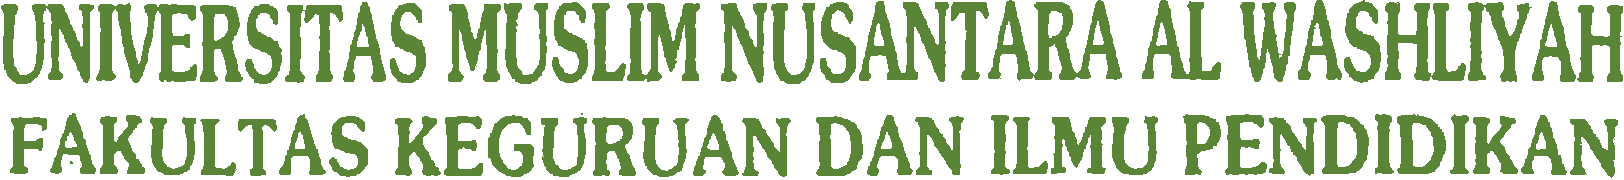 UNIVERSITAS MUSLIM NUSANTARA AL WASHLIYAH
FAKULTAS KEGURUAN DAN ILMU PENDIDIKAN